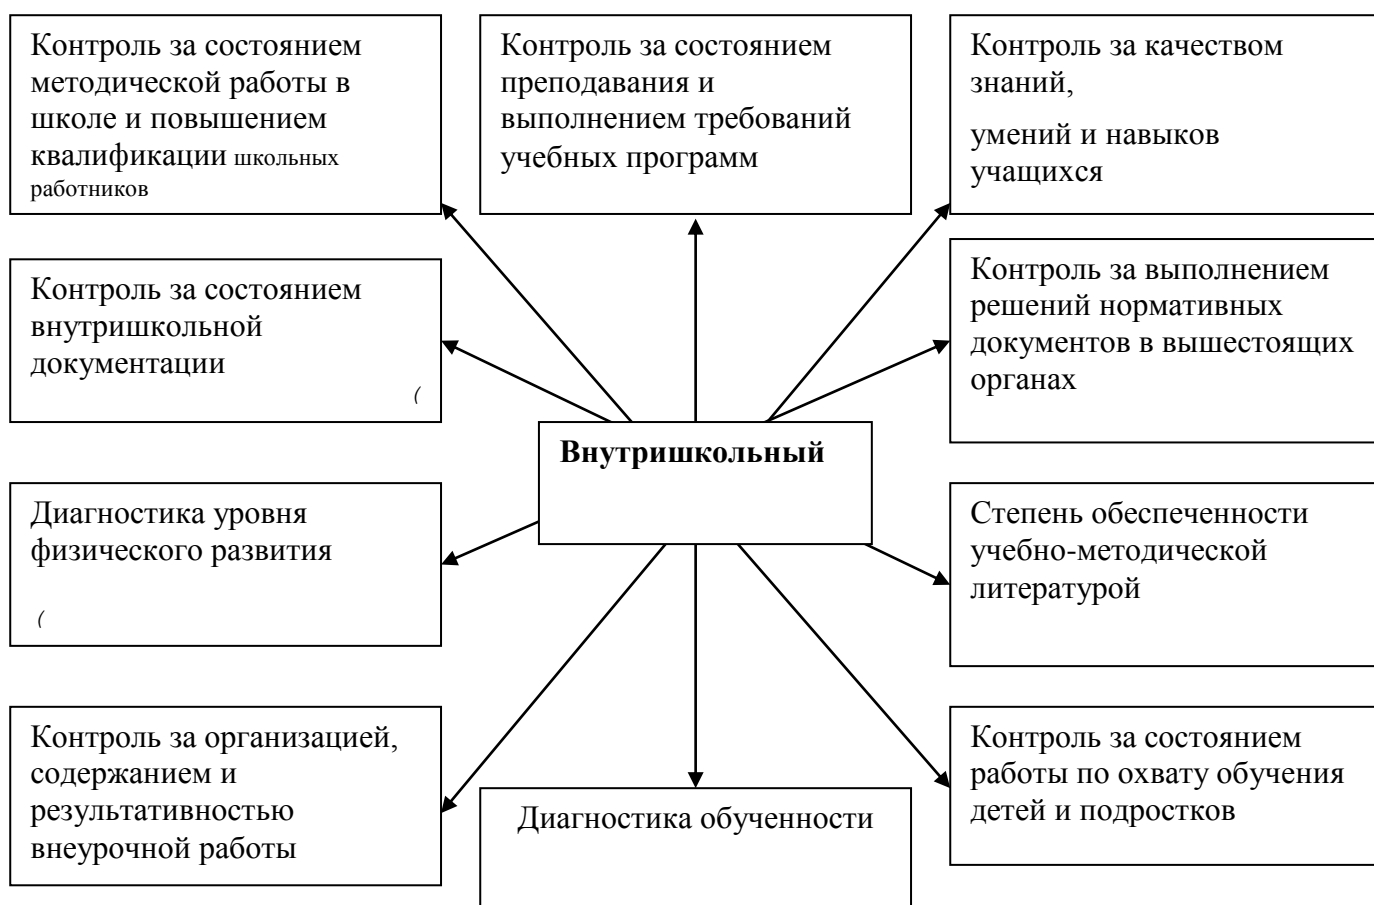 Контроль за состоянием
методической работы в
школе и повышением
квалификации школьных
работников
Контроль за состоянием
преподавания и
выполнением требований
учебных программ
Контроль за качеством
знаний,
умений и навыков
учащихся
Контроль за состоянием
внутришкольной
документации
(
Контроль за выполнением
решений нормативных
документов в вышестоящих
органах
Внутришкольный
Диагностика уровня
физического развития
(
Степень обеспеченности
учебно-методической
литературой
Контроль за организацией,
содержанием и
результативностью
внеурочной работы
Диагностика обученности
Контроль за состоянием
работы по охвату обучения
детей и подростков